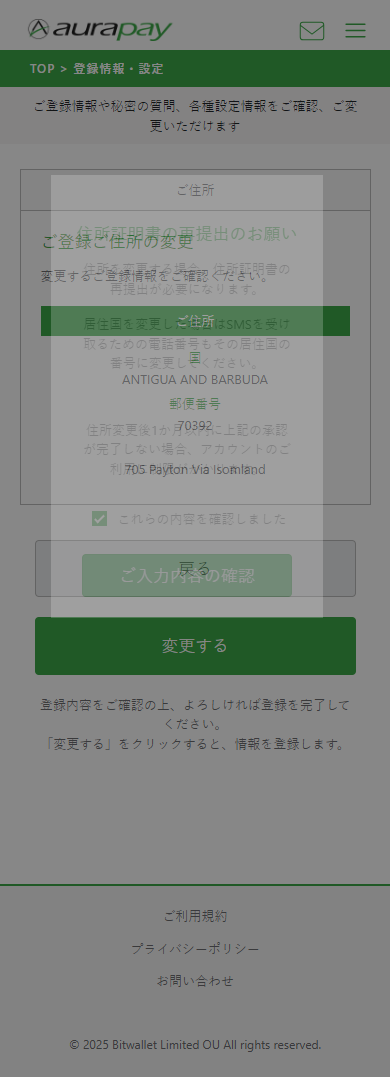 aurapay
TOP > 登録情報・設定
ご登録情報や秘密の質問、各種設定情報をご確認、ご変
更いただけます
ご住所
住所証明書の再提出のお願い
ご登録ご住所の変更
住所を変更する場合、住所証明書の
再提出が必要になります。
変更するご登録情報をご確認ください。
ご住所
居住国を変更し
はSMSを受け
取るための電話番号もその居住国の
番号に変更してください。
国
ANTIGUA AND BARBUDA
郵便番号
70392
住所変更後1か月以内に上記の承認
が完了しない場合、アカウントのご
705 Payton Via Isomland
これらの内容を確認しました
戻る
ご入力内容の確認
変更する
登録内容をご確認の上、よろしければ登録を完了して
ください。
「変更する」をクリックすると、情報を登録します。
ご利用規約
プライバシーポリシー
お問い合わせ
© 2025 Bitwallet Limited OU All rights reserved.